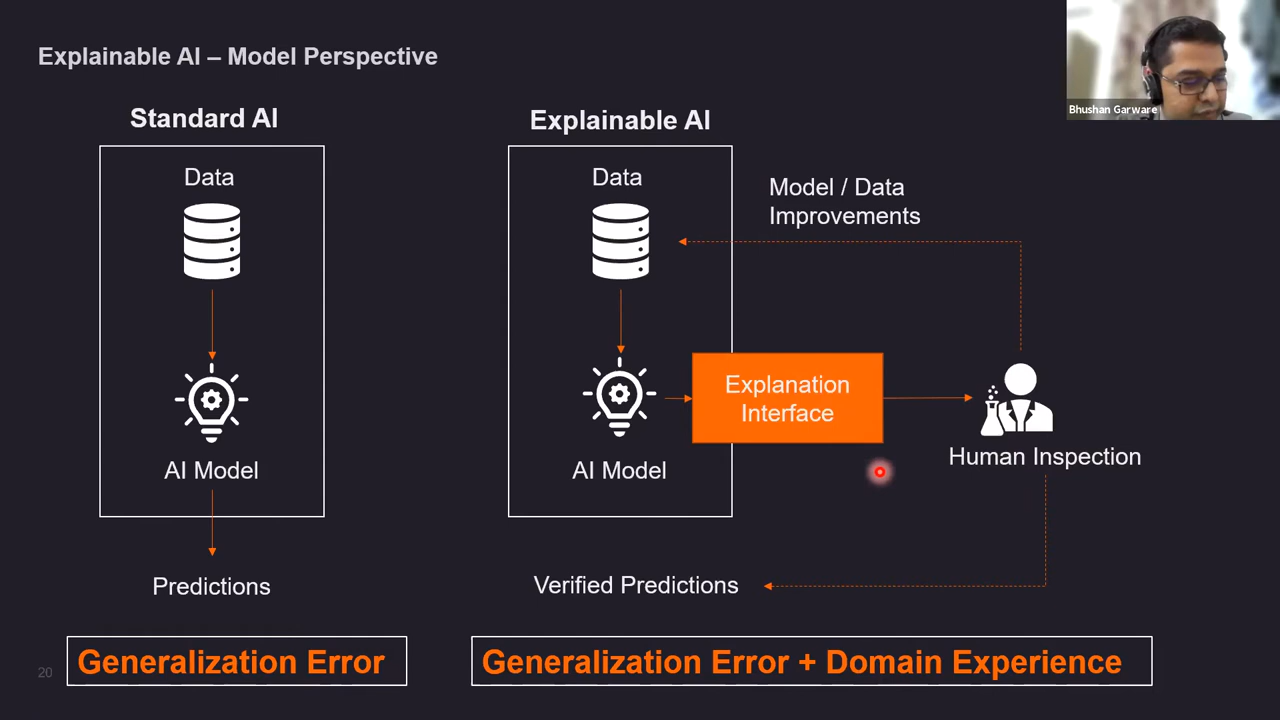 Explainable AI – Model Perspective
Bhushan Garware
Standard AI
Data
AI Model
Predictions
Generalization Error
Explainable AI
Data
Model / Data
Improvements
Explanation
Interface
AI Model
Human Inspection
Verified Predictions
Generalization Error + Domain Experience
20